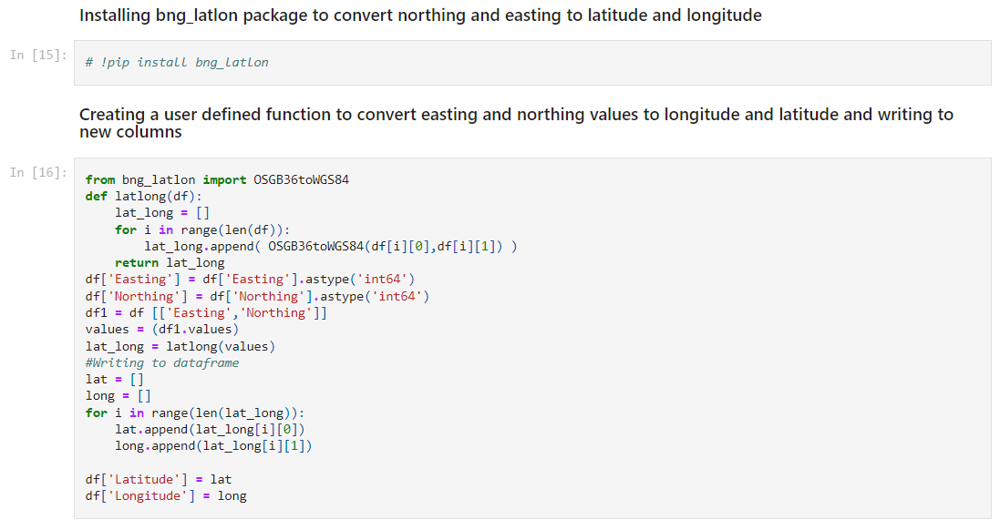 Installing bng_latlon package to convert northing and easting to latitude and longitude
In [15]:
# !pip install bng_latlon
Creating a user defined function to convert easting and northing values to longitude and latitude and writing to
new columns
In [16]:
from bng_latlon import OSGB36toWGS84
def latlong(df):
    lat_long = []
    for i in range(len(df)):
        lat_long.append( OSGB36toWGS84(df[i][0],df[i][1]) )
    return lat_long
df['Easting'] = df['Easting'].astype('int64')
df['Northing'] = df['Northing'].astype('int64')
df1 = df [['Easting','Northing']]
values = (df1.values)
lat_long = latlong(values)
#Writing to dataframe
lat = []
long = []
for i in range(len(lat_long)):
    lat.append(lat_long[i][0])
    long.append(lat_long[i][1])
df['Latitude'] = lat
df['Longitude'] = long